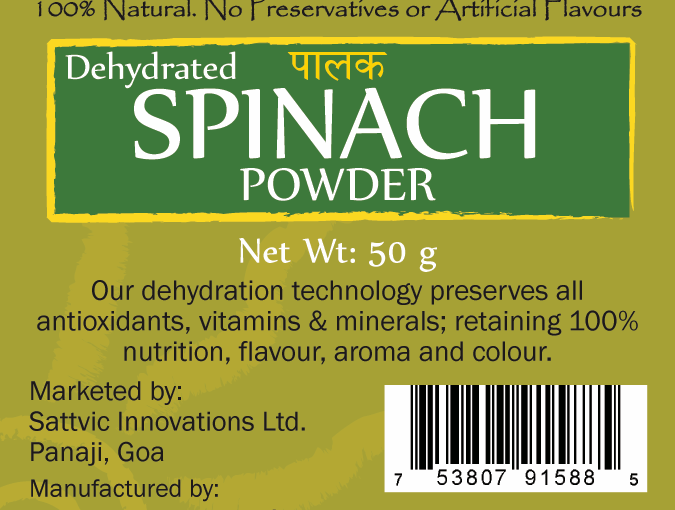 100% Natural. No Preservatives or Artificial Flavours
Dehydrated पालक
SPINACH
POWDER
Net Wt: 50 g
Our dehydration technology preserves all
antioxidants, vitamins & minerals; retaining 100%
nutrition, flavour, aroma and colour.
Marketed by:
Sattvic Innovations Ltd.
Panaji, Goa
Manufactured by:
7 53807 91588 5